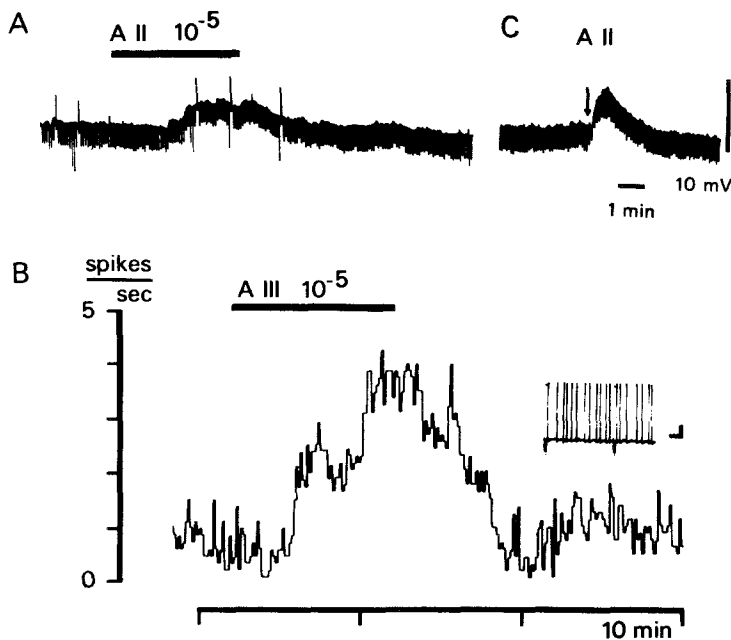 A
A II 10⁻⁵
C
A II
10 mV
1 min
B
spikes
sec
A III 10⁻⁵
5
0
10 min